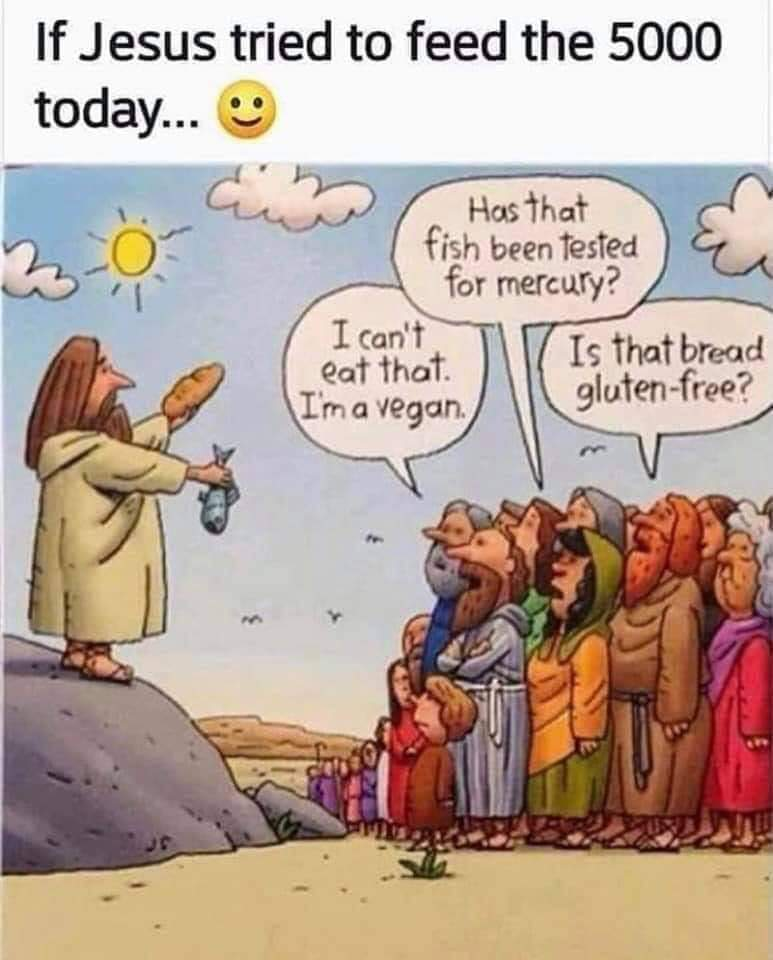 If Jesus tried to feed the 5000
today... 🙂
Has that
fish been tested
for mercury?
I can't
eat that.
I'm a vegan.
Is that bread
gluten-free?